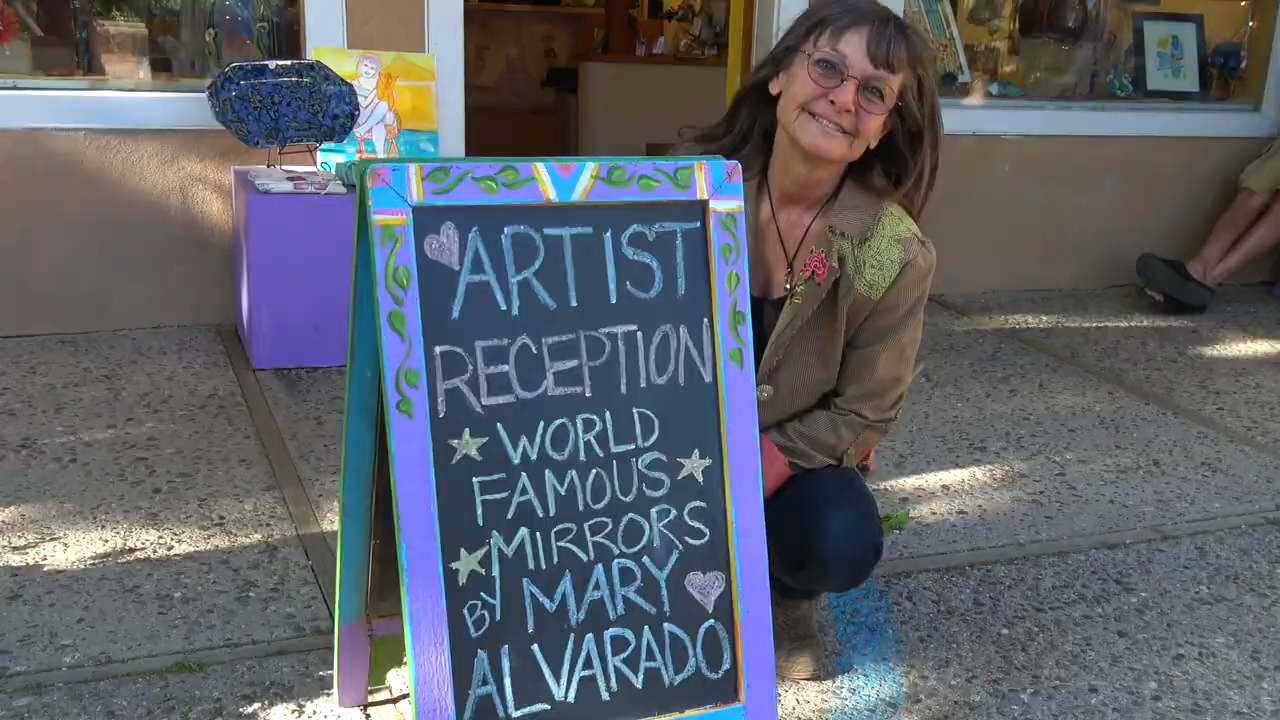 ARTIST
RECEPTION
WORLD
FAMOUS
MIRRORS
BY MARY
ALVARADO